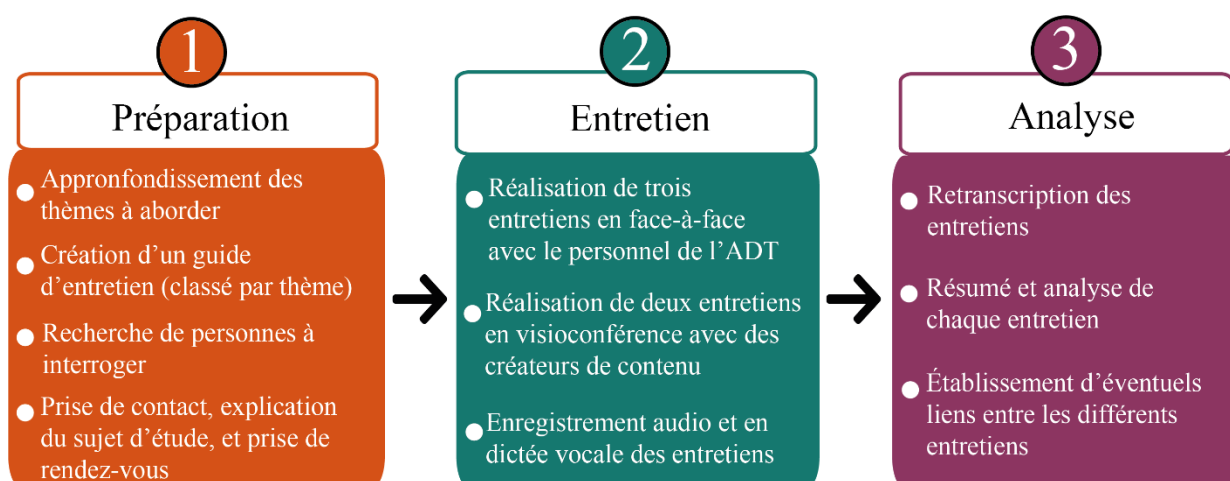 1
Préparation
Appronfondissement des
thèmes à aborder
Création d'un guide
d'entretien (classé par thème)
Recherche de personnes à
interroger
Prise de contact, explication
du sujet d'étude, et prise de
rendez-vous
2
Entretien
Réalisation de trois
entretiens en face-à-face
avec le personnel de l'ADT
Réalisation de deux entretiens
en visioconférence avec des
créateurs de contenu
Enregistrement audio et en
dictée vocale des entretiens
3
Analyse
Retranscription des
entretiens
Résumé et analyse de
chaque entretien
Établissement d'éventuels
liens entre les différents
entretiens